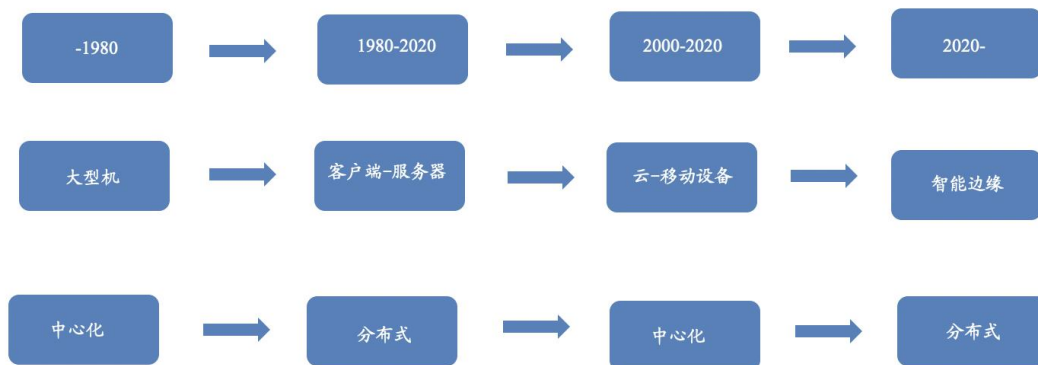 -1980
1980-2020
2000-2020
2020-
大型机
客户端-服务器
云-移动设备
智能边缘
中心化
分布式
中心化
分布式